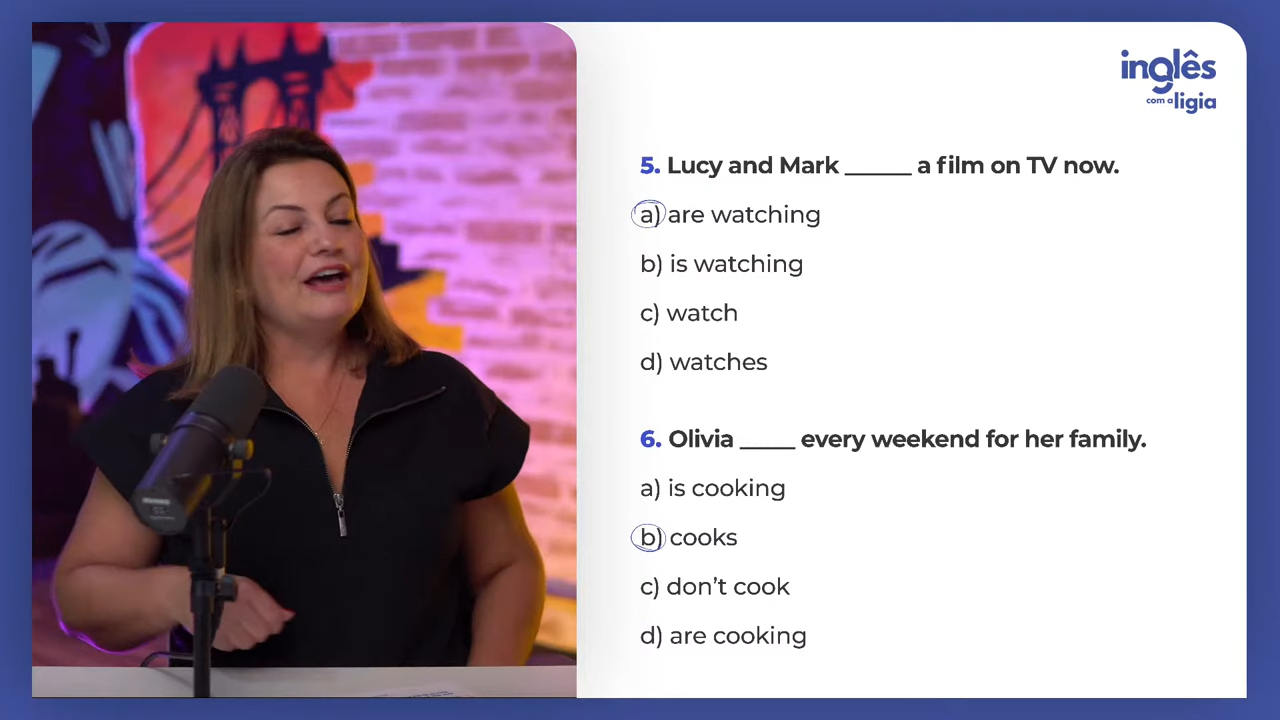 inglês
com a ligia
5. Lucy and Mark ______ a film on TV now.
a) are watching
b) is watching
c) watch
d) watches
6. Olivia _____ every weekend for her family.
a) is cooking
b) cooks
c) don't cook
d) are cooking